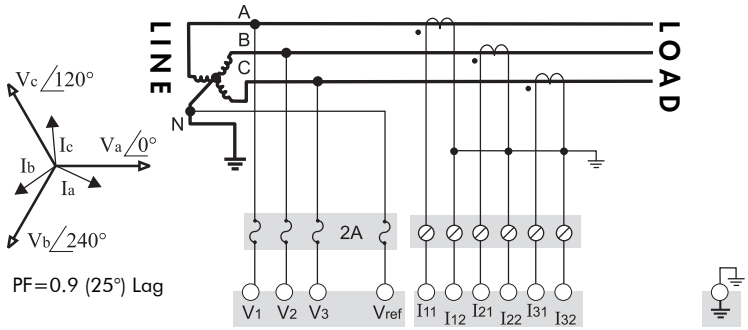 LINE
A
B
C
N
LOAD
Vc /120°
Ic
Va /0°
Ib
Ia
Vb /240°
PF=0.9 (25°) Lag
2A
V1
V2
V3
Vref
I11
I12
I21
I22
I31
I32